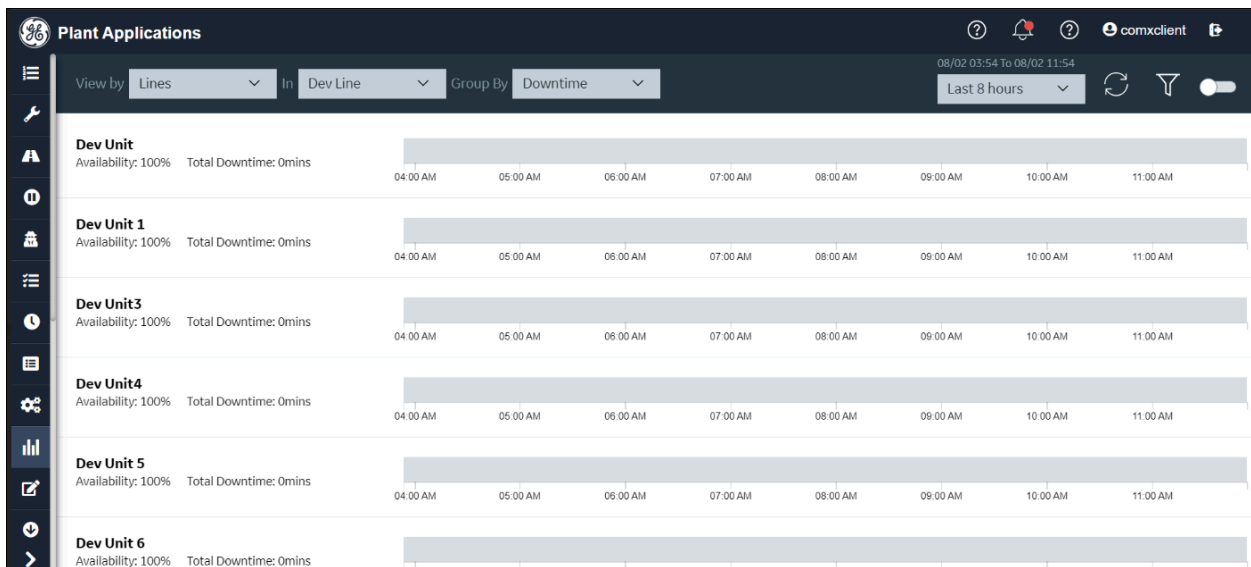 Plant Applications
comxclient
08/02 03:54 To 08/02 11:54
View by Lines In Dev Line Group By Downtime Last 8 hours
Dev Unit
Availability: 100% Total Downtime: 0mins
04:00 AM 05:00 AM 06:00 AM 07:00 AM 08:00 AM 09:00 AM 10:00 AM 11:00 AM
Dev Unit 1
Availability: 100% Total Downtime: 0mins
04:00 AM 05:00 AM 06:00 AM 07:00 AM 08:00 AM 09:00 AM 10:00 AM 11:00 AM
Dev Unit3
Availability: 100% Total Downtime: 0mins
04:00 AM 05:00 AM 06:00 AM 07:00 AM 08:00 AM 09:00 AM 10:00 AM 11:00 AM
Dev Unit4
Availability: 100% Total Downtime: 0mins
04:00 AM 05:00 AM 06:00 AM 07:00 AM 08:00 AM 09:00 AM 10:00 AM 11:00 AM
Dev Unit 5
Availability: 100% Total Downtime: 0mins
04:00 AM 05:00 AM 06:00 AM 07:00 AM 08:00 AM 09:00 AM 10:00 AM 11:00 AM
Dev Unit 6
Availability: 100% Total Downtime: 0mins